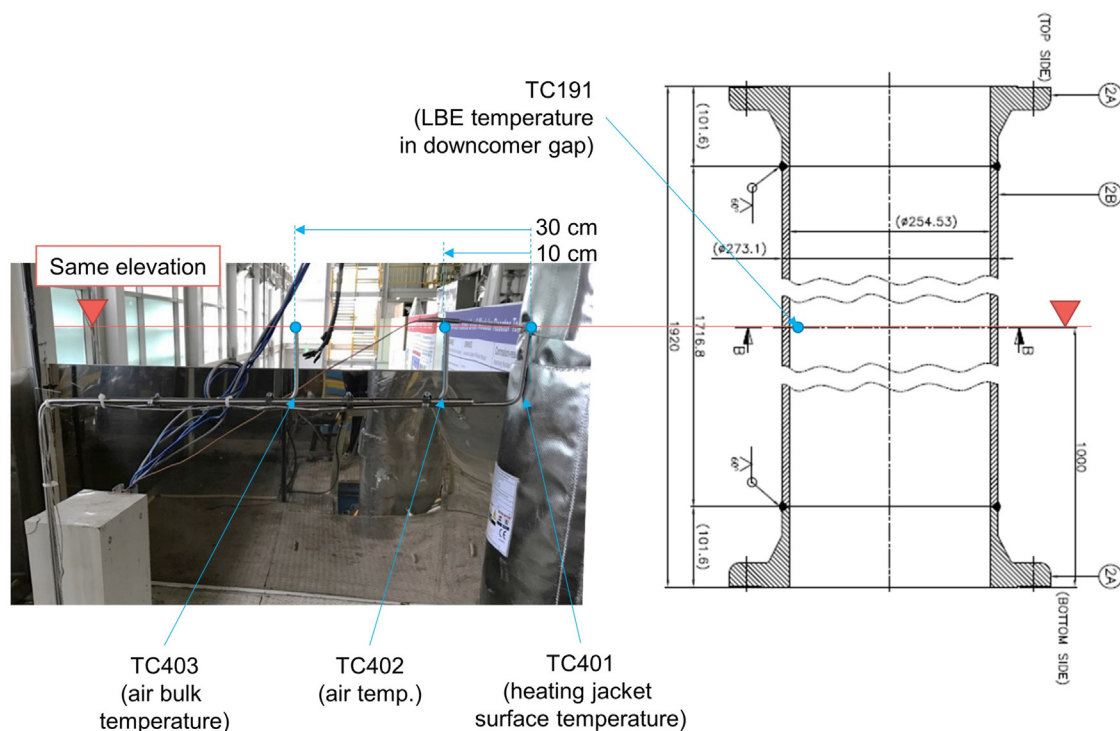 TC191
(LBE temperature
in downcomer gap)
30 cm
10 cm
Same elevation
TC403
(air bulk
temperature)
TC402
(air temp.)
TC401
(heating jacket
surface temperature)
(TOP SIDE)
2A
(101.6)
2B
60°
(ø254.53)
(ø273.1)
1920
1716.8
B
B
1000
60°
(101.6)
2A
(BOTTOM SIDE)